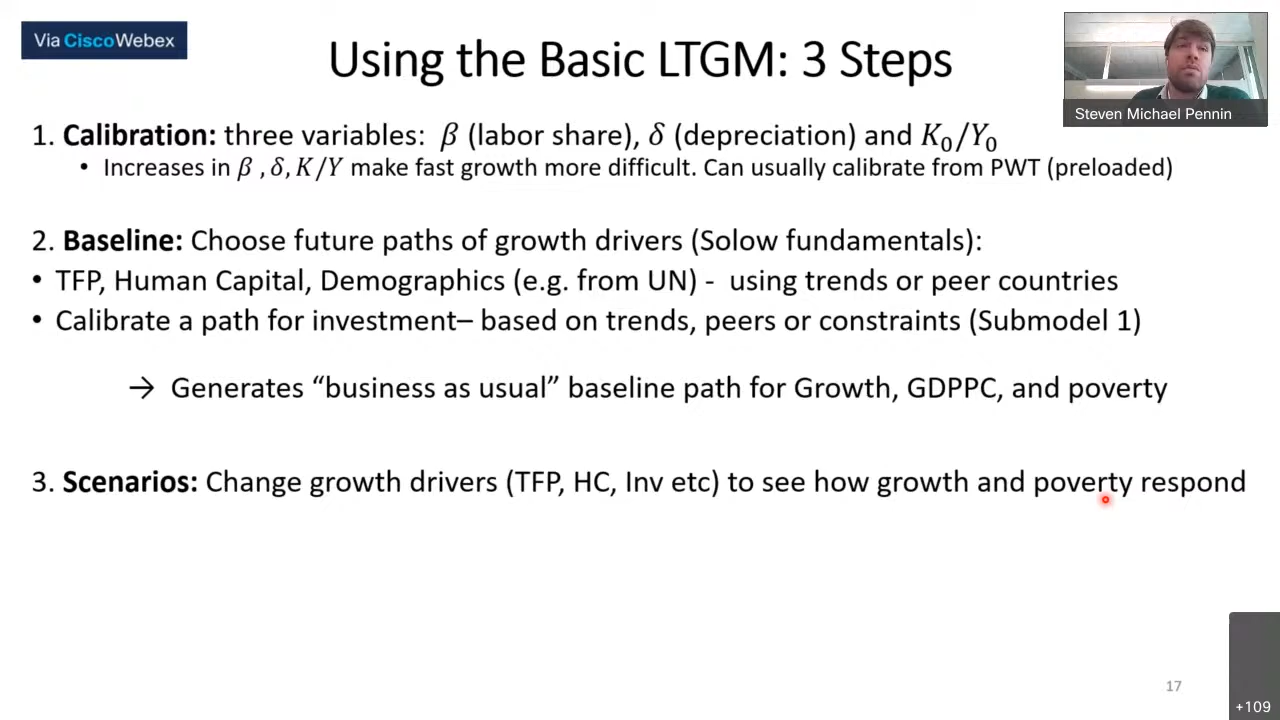 Via CiscoWebex
Using the Basic LTGM: 3 Steps
Steven Michael Pennin
1. Calibration: three variables: β (labor share), δ (depreciation) and K₀/Y₀
• Increases in β , δ, K/Y make fast growth more difficult. Can usually calibrate from PWT (preloaded)
2. Baseline: Choose future paths of growth drivers (Solow fundamentals):
• TFP, Human Capital, Demographics (e.g. from UN) - using trends or peer countries
• Calibrate a path for investment– based on trends, peers or constraints (Submodel 1)
→ Generates “business as usual” baseline path for Growth, GDPPC, and poverty
3. Scenarios: Change growth drivers (TFP, HC, Inv etc) to see how growth and poverty respond
17
+109